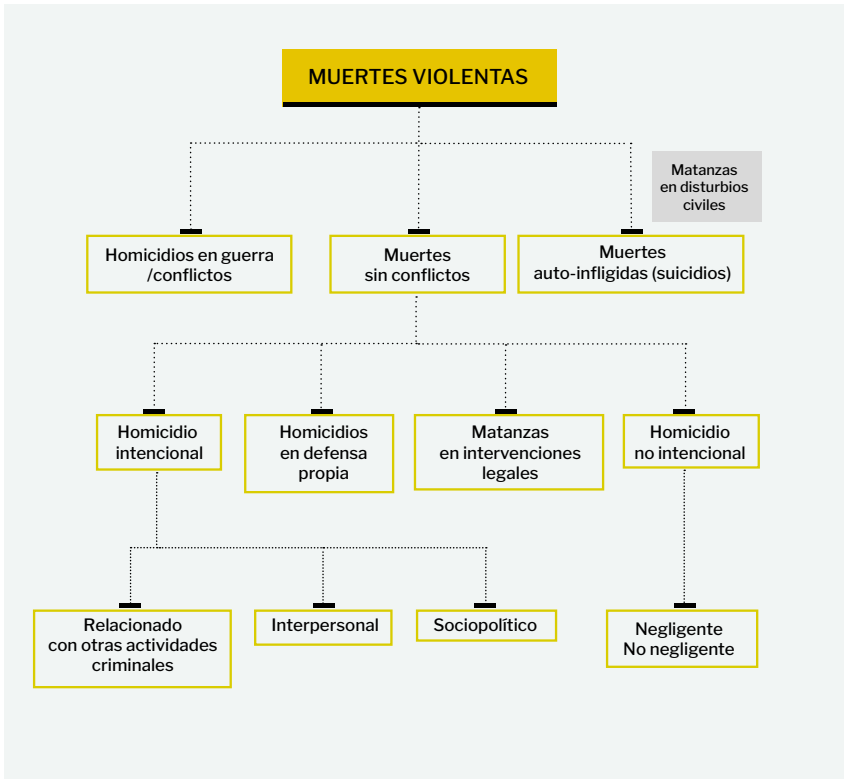 MUERTES VIOLENTAS
Matanzas
en disturbios
civiles
Homicidios en guerra
/conflictos
Muertes
sin conflictos
Muertes
auto-infligidas (suicidios)
Homicidio
intencional
Homicidios
en defensa
propia
Matanzas
en intervenciones
legales
Homicidio
no intencional
Relacionado
con otras actividades
criminales
Interpersonal
Sociopolítico
Negligente
No negligente